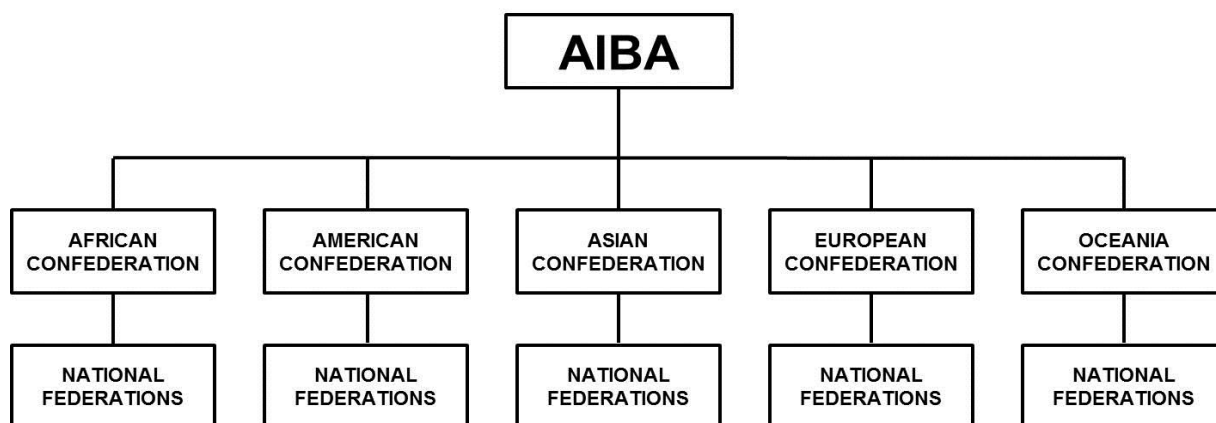 AIBA
AFRICAN
CONFEDERATION
AMERICAN
CONFEDERATION
ASIAN
CONFEDERATION
EUROPEAN
CONFEDERATION
OCEANIA
CONFEDERATION
NATIONAL
FEDERATIONS
NATIONAL
FEDERATIONS
NATIONAL
FEDERATIONS
NATIONAL
FEDERATIONS
NATIONAL
FEDERATIONS